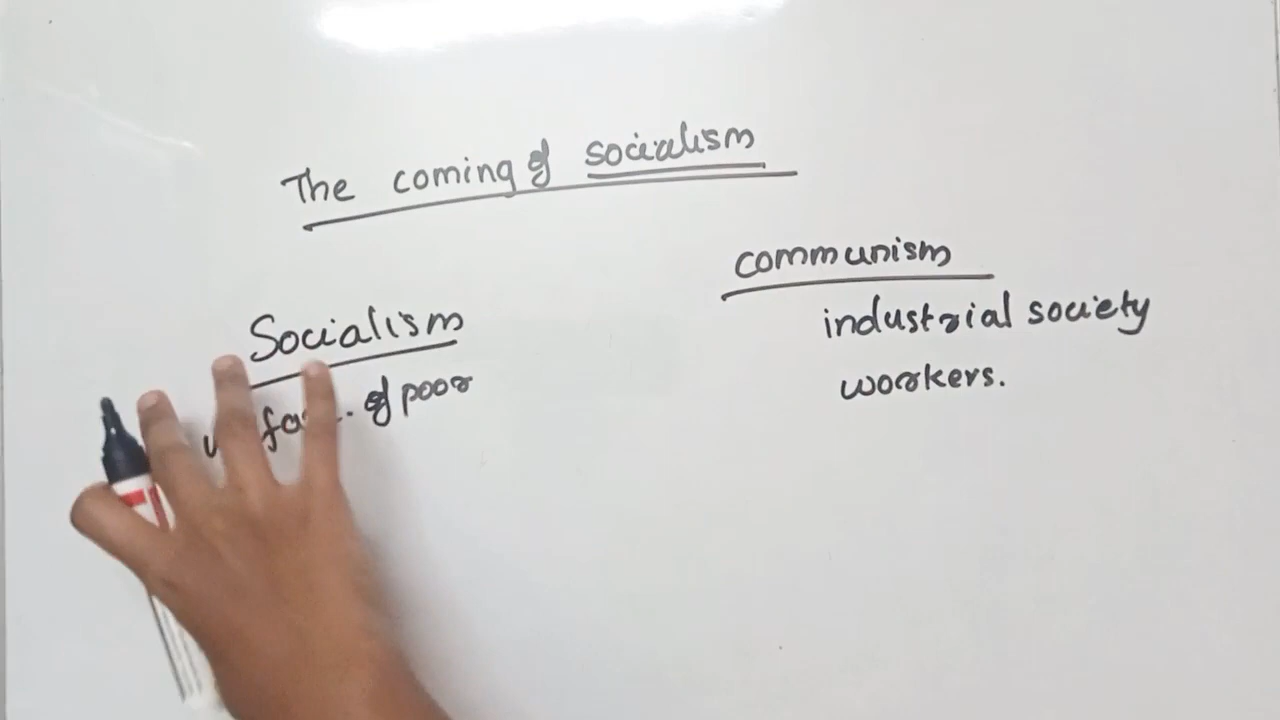 The coming of socialism
communism
industrial society
workers.
Socialism
of poor